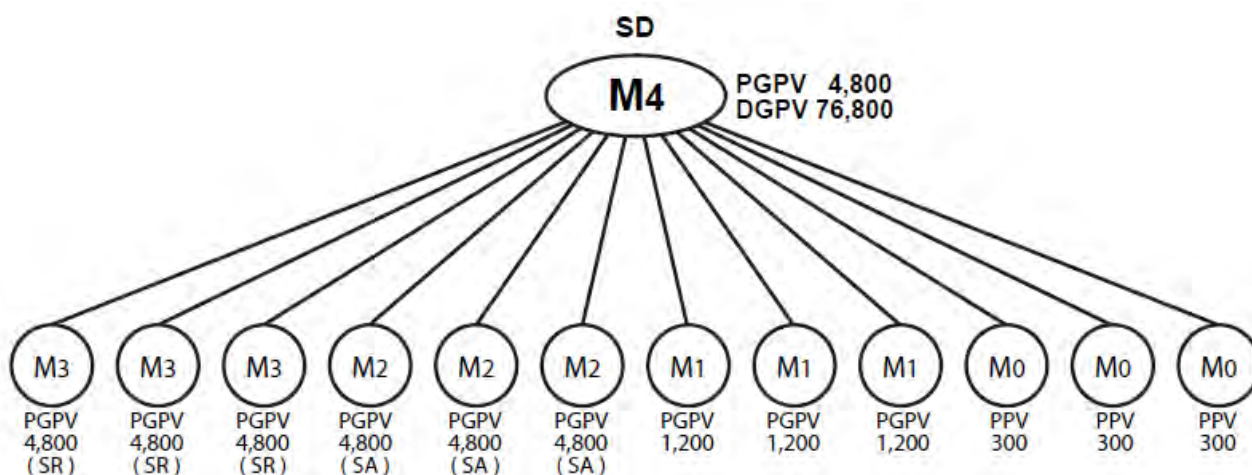 SD
M4
PGPV 4,800
DGPV 76,800
M3 M3 M3 M2 M2 M2 M1 M1 M1 M0 M0 M0
PGPV PGPV PGPV PGPV PGPV PGPV PGPV PGPV PGPV PPV PPV PPV
4,800 4,800 4,800 4,800 4,800 4,800 1,200 1,200 1,200 300 300 300
(SR) (SR) (SR) (SA) (SA) (SA)